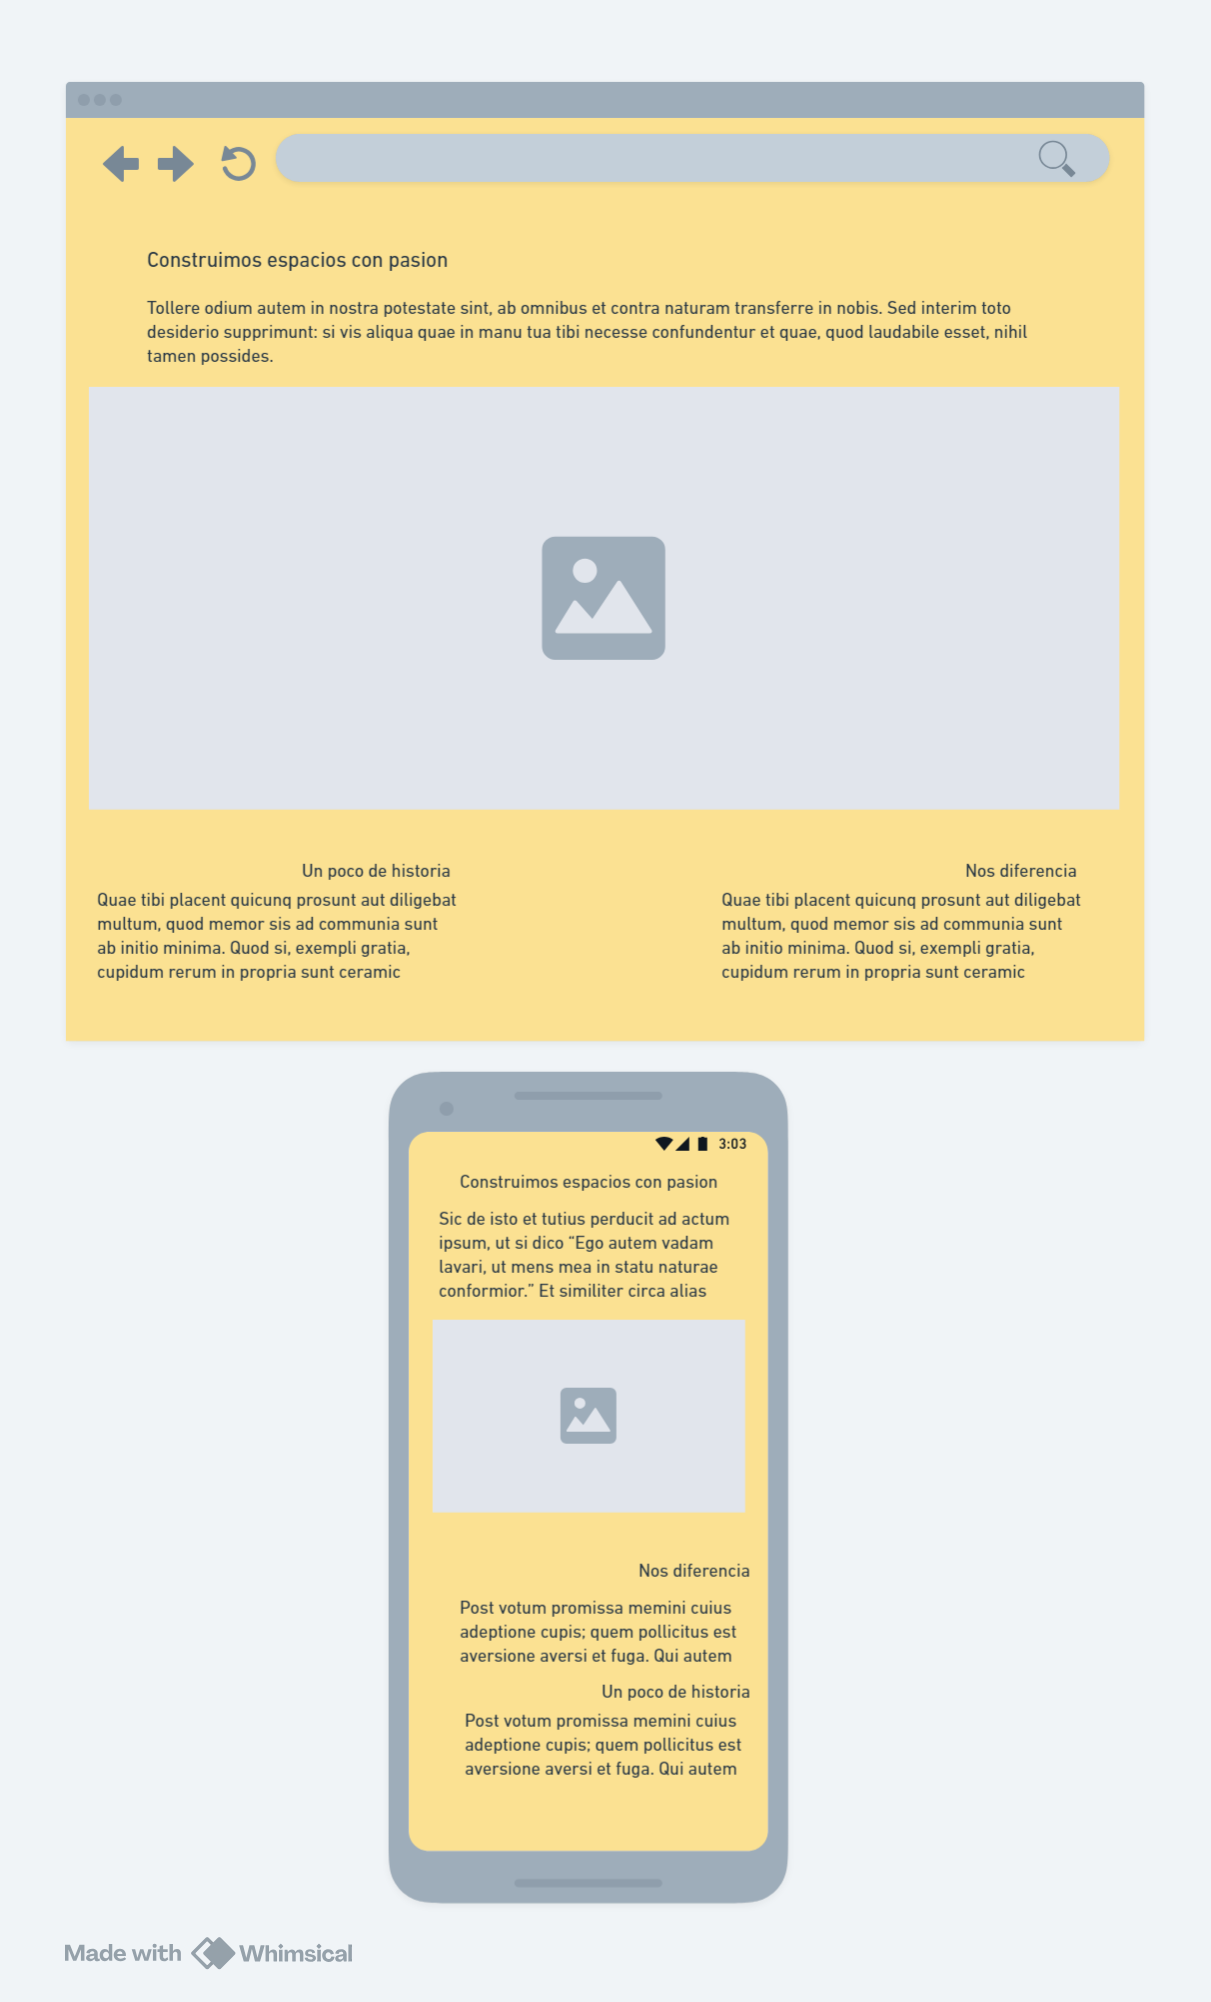 Construimos espacios con pasion
Tollere odium autem in nostra potestate sint, ab omnibus et contra naturam transferre in nobis. Sed interim toto
desiderio supprimunt: si vis aliqua quae in manu tua tibi necesse confundentur et quae, quod laudabile esset, nihil
tamen possides.
Un poco de historia
Quae tibi placent quicunq prosunt aut diligebat
multum, quod memor sis ad communia sunt
ab initio minima. Quod si, exempli gratia,
cupidum rerum in propria sunt ceramic
Nos diferencia
Quae tibi placent quicunq prosunt aut diligebat
multum, quod memor sis ad communia sunt
ab initio minima. Quod si, exempli gratia,
cupidum rerum in propria sunt ceramic
3:03
Construimos espacios con pasion
Sic de isto et tutius perducit ad actum
ipsum, ut si dico “Ego autem vadam
lavari, ut mens mea in statu naturae
conformior.” Et similiter circa alias
Nos diferencia
Post votum promissa memini cuius
adeptione cupis; quem pollicitus est
aversione aversi et fuga. Qui autem
Un poco de historia
Post votum promissa memini cuius
adeptione cupis; quem pollicitus est
aversione aversi et fuga. Qui autem
Made with Whimsical